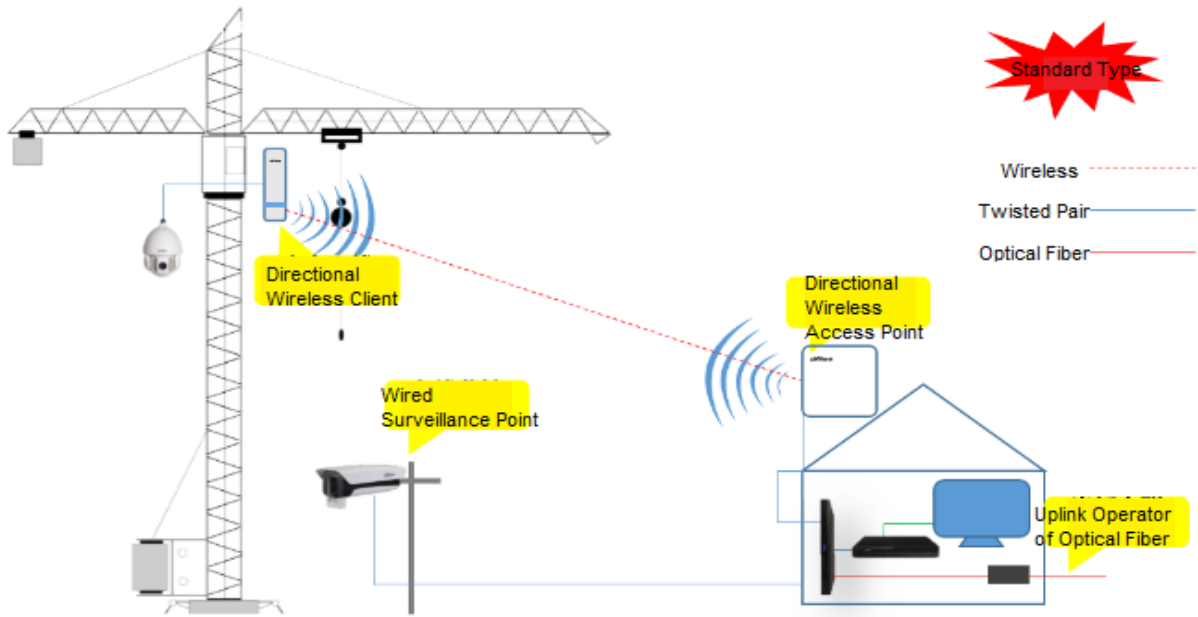 Standard Type
Wireless
Twisted Pair
Optical Fiber
Directional
Wireless Client
Directional
Wireless
Access Point
Wired
Surveillance Point
Uplink Operator
of Optical Fiber